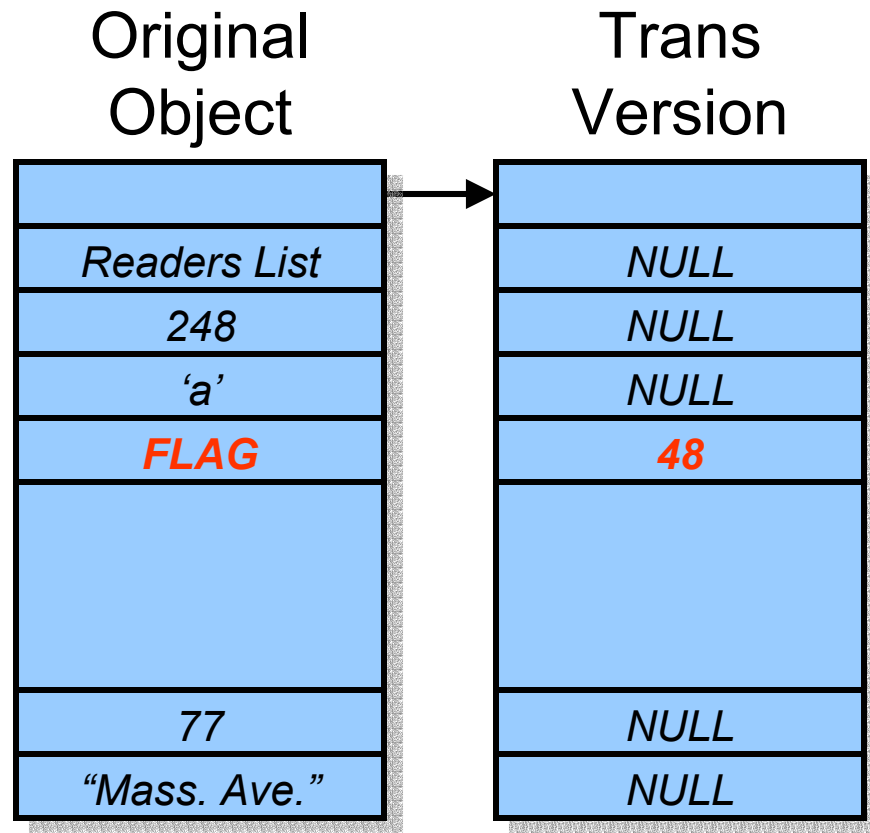 Original
Object
Trans
Version
Readers List
NULL
248
NULL
‘a’
NULL
FLAG
48
77
NULL
“Mass. Ave.”
NULL